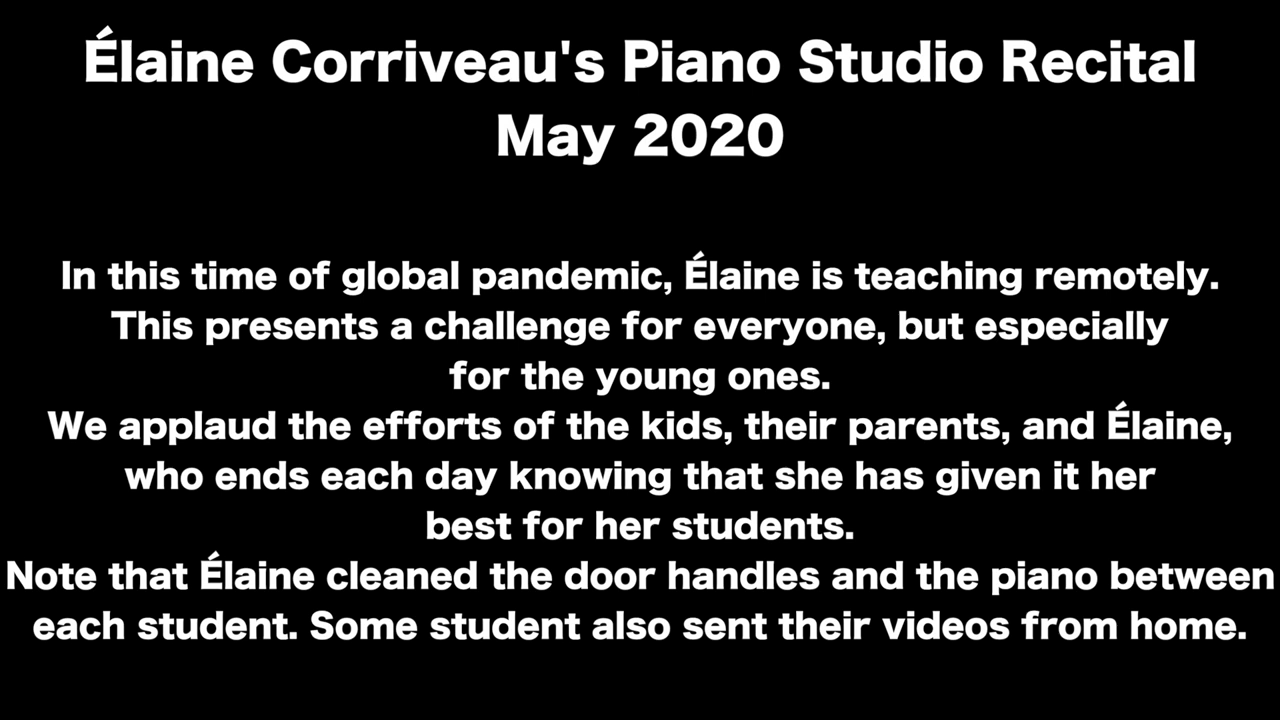 Élaine Corriveau's Piano Studio Recital
May 2020
In this time of global pandemic, Élaine is teaching remotely.
This presents a challenge for everyone, but especially
for the young ones.
We applaud the efforts of the kids, their parents, and Élaine,
who ends each day knowing that she has given it her
best for her students.
Note that Élaine cleaned the door handles and the piano between
each student. Some student also sent their videos from home.